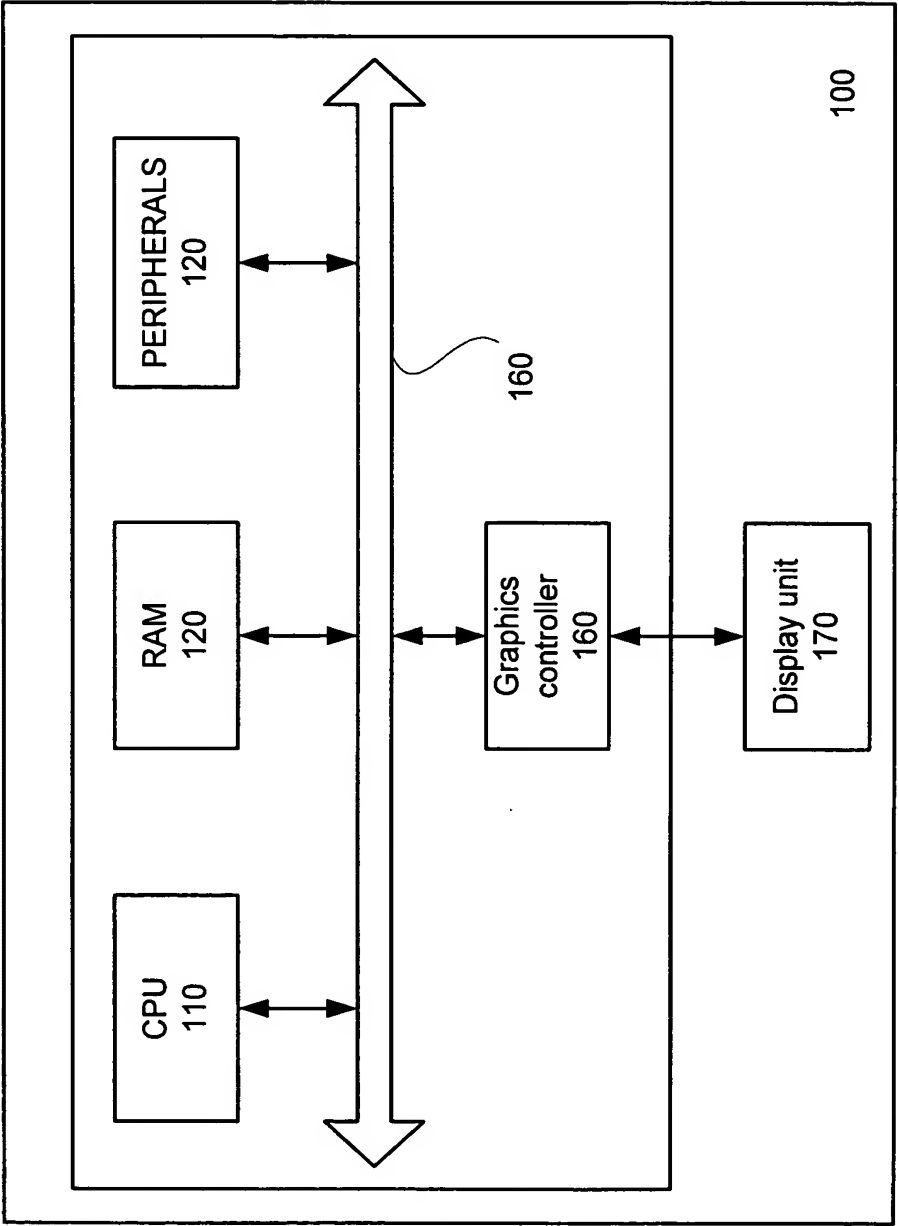 CPU
110
RAM
120
PERIPHERALS
120
160
Graphics
controller
160
Display unit
170
100